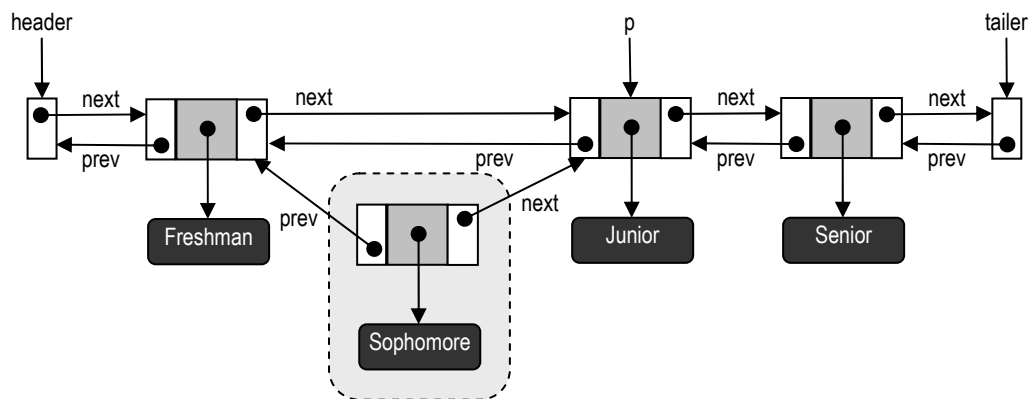 header
p
tailer
next
next
next
next
prev
prev
prev
prev
prev
next
Freshman
Junior
Senior
Sophomore